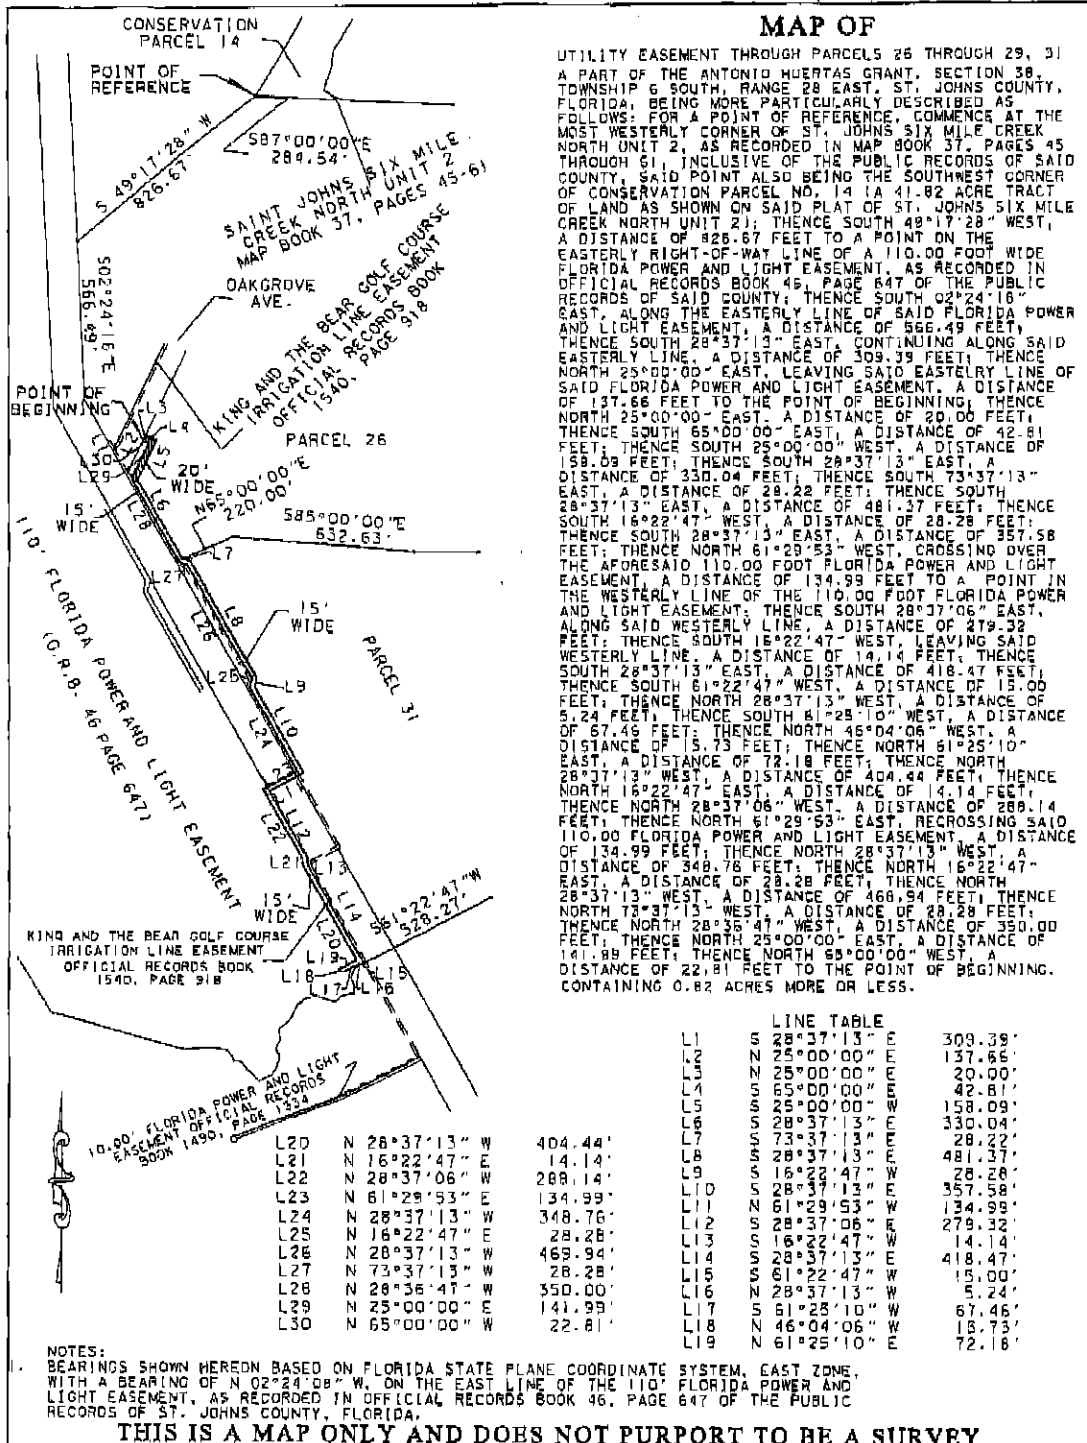 MAP OF
UTILITY EASEMENT THROUGH PARCELS 26 THROUGH 29, 31
A PART OF THE ANTONIO HUERTAS GRANT, SECTION 38,
TOWNSHIP 6 SOUTH, RANGE 28 EAST, ST. JOHNS COUNTY,
FLORIDA, BEING MORE PARTICULARLY DESCRIBED AS
FOLLOWS: FOR A POINT OF REFERENCE, COMMENCE AT THE
MOST WESTERLY CORNER OF ST. JOHNS SIX MILE CREEK
NORTH UNIT 2, AS RECORDED IN MAP BOOK 37, PAGES 45
THROUGH 61, INCLUSIVE OF THE PUBLIC RECORDS OF SAID
COUNTY, SAID POINT ALSO BEING THE SOUTHWEST CORNER
OF CONSERVATION PARCEL NO. 14 (A 41.82 ACRE TRACT
OF LAND AS SHOWN ON SAID PLAT OF ST. JOHNS SIX MILE
CREEK NORTH UNIT 2); THENCE SOUTH 49°17'28" WEST,
A DISTANCE OF 826.67 FEET TO A POINT ON THE
EASTERLY RIGHT-OF-WAY LINE OF A 110.00 FOOT WIDE
FLORIDA POWER AND LIGHT EASEMENT, AS RECORDED IN
OFFICIAL RECORDS BOOK 46, PAGE 647 OF THE PUBLIC
RECORDS OF SAID COUNTY; THENCE SOUTH 02°24'16"
EAST, ALONG THE EASTERLY LINE OF SAID FLORIDA POWER
AND LIGHT EASEMENT, A DISTANCE OF 566.49 FEET;
THENCE SOUTH 28°37'13" EAST, CONTINUING ALONG SAID
EASTERLY LINE, A DISTANCE OF 309.39 FEET; THENCE
NORTH 25°00'00" EAST, LEAVING SAID EASTELRY LINE OF
SAID FLORIDA POWER AND LIGHT EASEMENT, A DISTANCE
OF 137.66 FEET TO THE POINT OF BEGINNING; THENCE
NORTH 25°00'00" EAST, A DISTANCE OF 20.00 FEET;
THENCE SOUTH 65°00'00" EAST, A DISTANCE OF 42.81
FEET; THENCE SOUTH 25°00'00" WEST, A DISTANCE OF
158.09 FEET; THENCE SOUTH 28°37'13" EAST, A
DISTANCE OF 330.04 FEET; THENCE SOUTH 73°37'13"
EAST, A DISTANCE OF 28.22 FEET; THENCE SOUTH
28°37'13" EAST, A DISTANCE OF 481.37 FEET; THENCE
SOUTH 16°22'47" WEST, A DISTANCE OF 28.28 FEET;
THENCE SOUTH 28°37'13" EAST, A DISTANCE OF 357.58
FEET; THENCE NORTH 61°29'53" WEST, CROSSING OVER
THE AFORESAID 110.00 FOOT FLORIDA POWER AND LIGHT
EASEMENT, A DISTANCE OF 134.99 FEET TO A POINT IN
THE WESTERLY LINE OF THE 110.00 FOOT FLORIDA POWER
AND LIGHT EASEMENT; THENCE SOUTH 28°37'06" EAST,
ALONG SAID WESTERLY LINE, A DISTANCE OF 279.32
FEET; THENCE SOUTH 16°22'47" WEST, LEAVING SAID
WESTERLY LINE, A DISTANCE OF 14.14 FEET; THENCE
SOUTH 28°37'13" EAST, A DISTANCE OF 418.47 FEET;
THENCE SOUTH 61°22'47" WEST, A DISTANCE OF 15.00
FEET; THENCE NORTH 28°37'13" WEST, A DISTANCE OF
5.24 FEET; THENCE SOUTH 61°25'10" WEST, A DISTANCE
OF 67.46 FEET; THENCE NORTH 46°04'06" WEST, A
DISTANCE OF 15.73 FEET; THENCE NORTH 61°25'10"
EAST, A DISTANCE OF 72.18 FEET; THENCE NORTH
28°37'13" WEST, A DISTANCE OF 404.44 FEET; THENCE
NORTH 16°22'47" EAST, A DISTANCE OF 14.14 FEET;
THENCE NORTH 28°37'06" WEST, A DISTANCE OF 288.14
FEET; THENCE NORTH 61°29'53" EAST, RECROSSING SAID
110.00 FLORIDA POWER AND LIGHT EASEMENT, A DISTANCE
OF 134.99 FEET; THENCE NORTH 28°37'13" WEST, A
DISTANCE OF 348.76 FEET; THENCE NORTH 16°22'47"
EAST, A DISTANCE OF 28.28 FEET, THENCE NORTH
28°37'13" WEST, A DISTANCE OF 468.94 FEET; THENCE
NORTH 73°37'13" WEST, A DISTANCE OF 28.28 FEET;
THENCE NORTH 28°36'47" WEST, A DISTANCE OF 350.00
FEET; THENCE NORTH 25°00'00" EAST, A DISTANCE OF
141.99 FEET; THENCE NORTH 65°00'00" WEST, A
DISTANCE OF 22.81 FEET TO THE POINT OF BEGINNING.
CONTAINING 0.82 ACRES MORE OR LESS.
CONSERVATION
PARCEL 14
POINT OF
REFERENCE
S 49°17'28" W
826.67'
S87°00'00"E
284.54'
SAINT JOHNS SIX MILE
CREEK NORTH UNIT 2
MAP BOOK 37, PAGES 45-61
S02°24'16"E
566.49'
OAKGROVE
AVE.
KING AND THE BEAR GOLF COURSE
IRRIGATION LINE EASEMENT
OFFICIAL RECORDS BOOK
1540, PAGE 918
POINT OF
BEGINNING
L3
L4
L1
L2
L30
L29
L5
PARCEL 26
20'
WIDE
N65°00'00"E
220.00'
15'
WIDE
L6
L28
S85°00'00"E
632.63'
L7
L27
110' FLORIDA POWER AND LIGHT EASEMENT
(O.R.B. 46 PAGE 647)
L8
L26
15'
WIDE
PARCEL 31
L25
L9
L10
L24
L23
L11
L12
L22
L21
L13
15'
WIDE
L14
S61°22'47"W
528.27'
L20
KING AND THE BEAR GOLF COURSE
IRRIGATION LINE EASEMENT
OFFICIAL RECORDS BOOK
1540, PAGE 918
L19
L18
L17
L15
L16
10.00' FLORIDA POWER AND LIGHT
EASEMENT OFFICIAL RECORDS
BOOK 1490, PAGE 1334
LINE TABLE
L1 S 28°37'13" E 309.39'
L2 N 25°00'00" E 137.66'
L3 N 25°00'00" E 20.00'
L4 S 65°00'00" E 42.81'
L5 S 25°00'00" W 158.09'
L6 S 28°37'13" E 330.04'
L7 S 73°37'13" E 28.22'
L8 S 28°37'13" E 481.37'
L9 S 16°22'47" W 28.28'
L10 S 28°37'13" E 357.58'
L11 N 61°29'53" W 134.99'
L12 S 28°37'06" E 279.32'
L13 S 16°22'47" W 14.14'
L14 S 28°37'13" E 418.47'
L15 S 61°22'47" W 15.00'
L16 N 28°37'13" W 5.24'
L17 S 61°25'10" W 67.46'
L18 N 46°04'06" W 15.73'
L19 N 61°25'10" E 72.18'
L20 N 28°37'13" W 404.44'
L21 N 16°22'47" E 14.14'
L22 N 28°37'06" W 288.14'
L23 N 61°29'53" E 134.99'
L24 N 28°37'13" W 348.76'
L25 N 16°22'47" E 28.28'
L26 N 28°37'13" W 469.94'
L27 N 73°37'13" W 28.28'
L28 N 28°36'47" W 350.00'
L29 N 25°00'00" E 141.99'
L30 N 65°00'00" W 22.81'
NOTES:
1. BEARINGS SHOWN HEREON BASED ON FLORIDA STATE PLANE COORDINATE SYSTEM, EAST ZONE,
WITH A BEARING OF N 02°24'08" W, ON THE EAST LINE OF THE 110' FLORIDA POWER AND
LIGHT EASEMENT, AS RECORDED IN OFFICIAL RECORDS BOOK 46, PAGE 647 OF THE PUBLIC
RECORDS OF ST. JOHNS COUNTY, FLORIDA.
THIS IS A MAP ONLY AND DOES NOT PURPORT TO BE A SURVEY